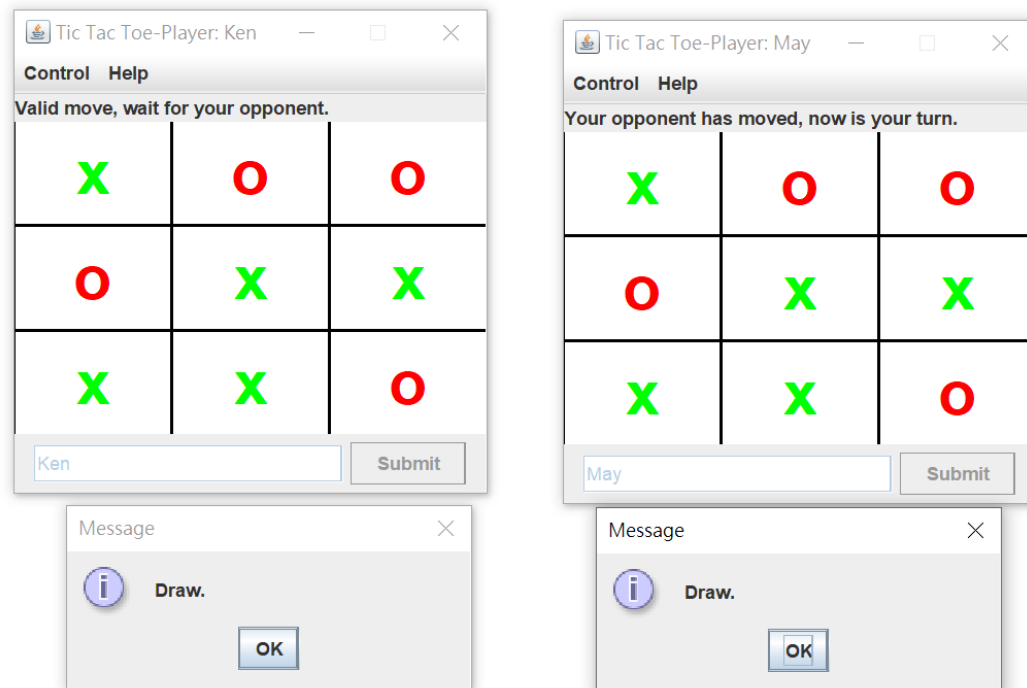 Tic Tac Toe-Player: Ken
Control Help
Valid move, wait for your opponent.
X O O
O X X
X X O
Ken Submit
Message
Draw.
OK
Tic Tac Toe-Player: May
Control Help
Your opponent has moved, now is your turn.
X O O
O X X
X X O
May Submit
Message
Draw.
OK